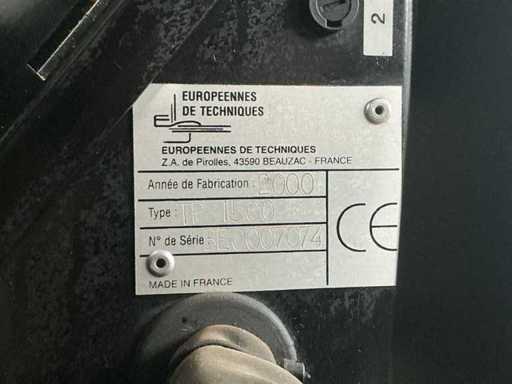 2
EUROPEENNES
DE TECHNIQUES
EUROPEENNES DE TECHNIQUES
Z.A. de Pirolles, 43590 BEAUZAC - FRANCE
Année de Fabrication : 2000
Type :
N° de Série :
CE
MADE IN FRANCE